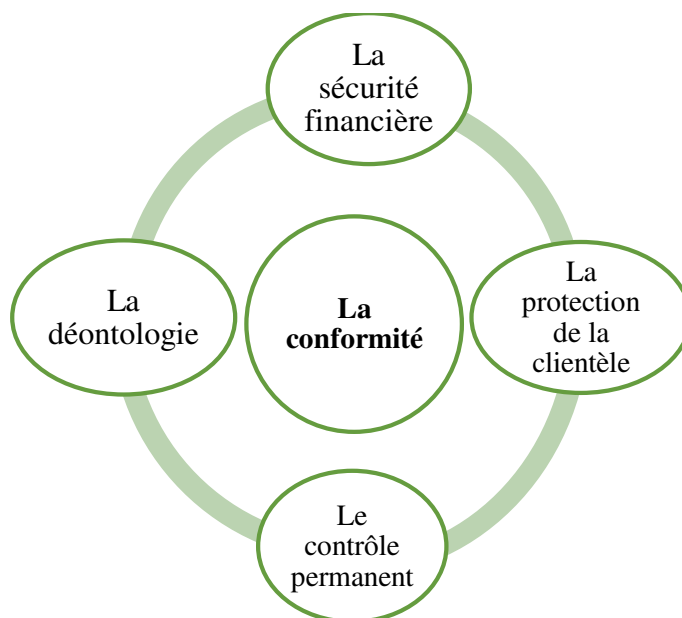 La
sécurité
financière
La
déontologie
La
conformité
La
protection
de la
clientèle
Le
contrôle
permanent